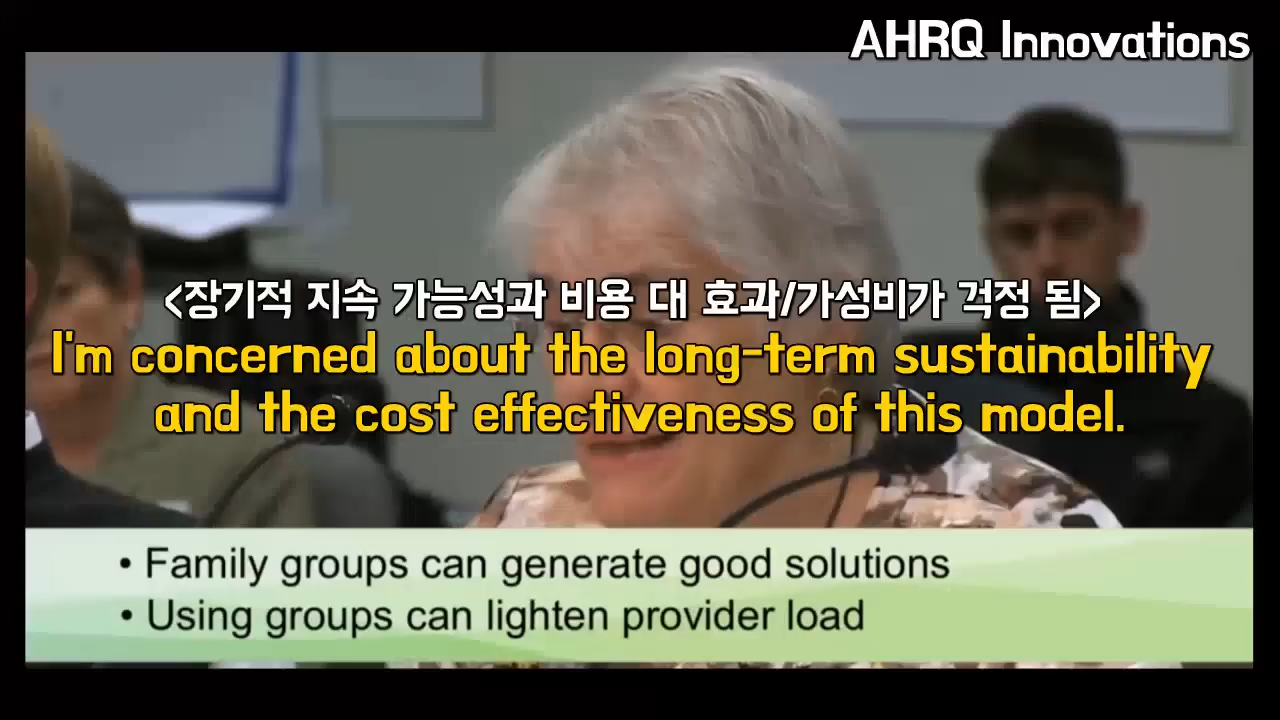 AHRQ Innovations
<장기적 지속 가능성과 비용 대 효과/가성비가 걱정 됨>
I'm concerned about the long-term sustainability
and the cost effectiveness of this model.
• Family groups can generate good solutions
• Using groups can lighten provider load